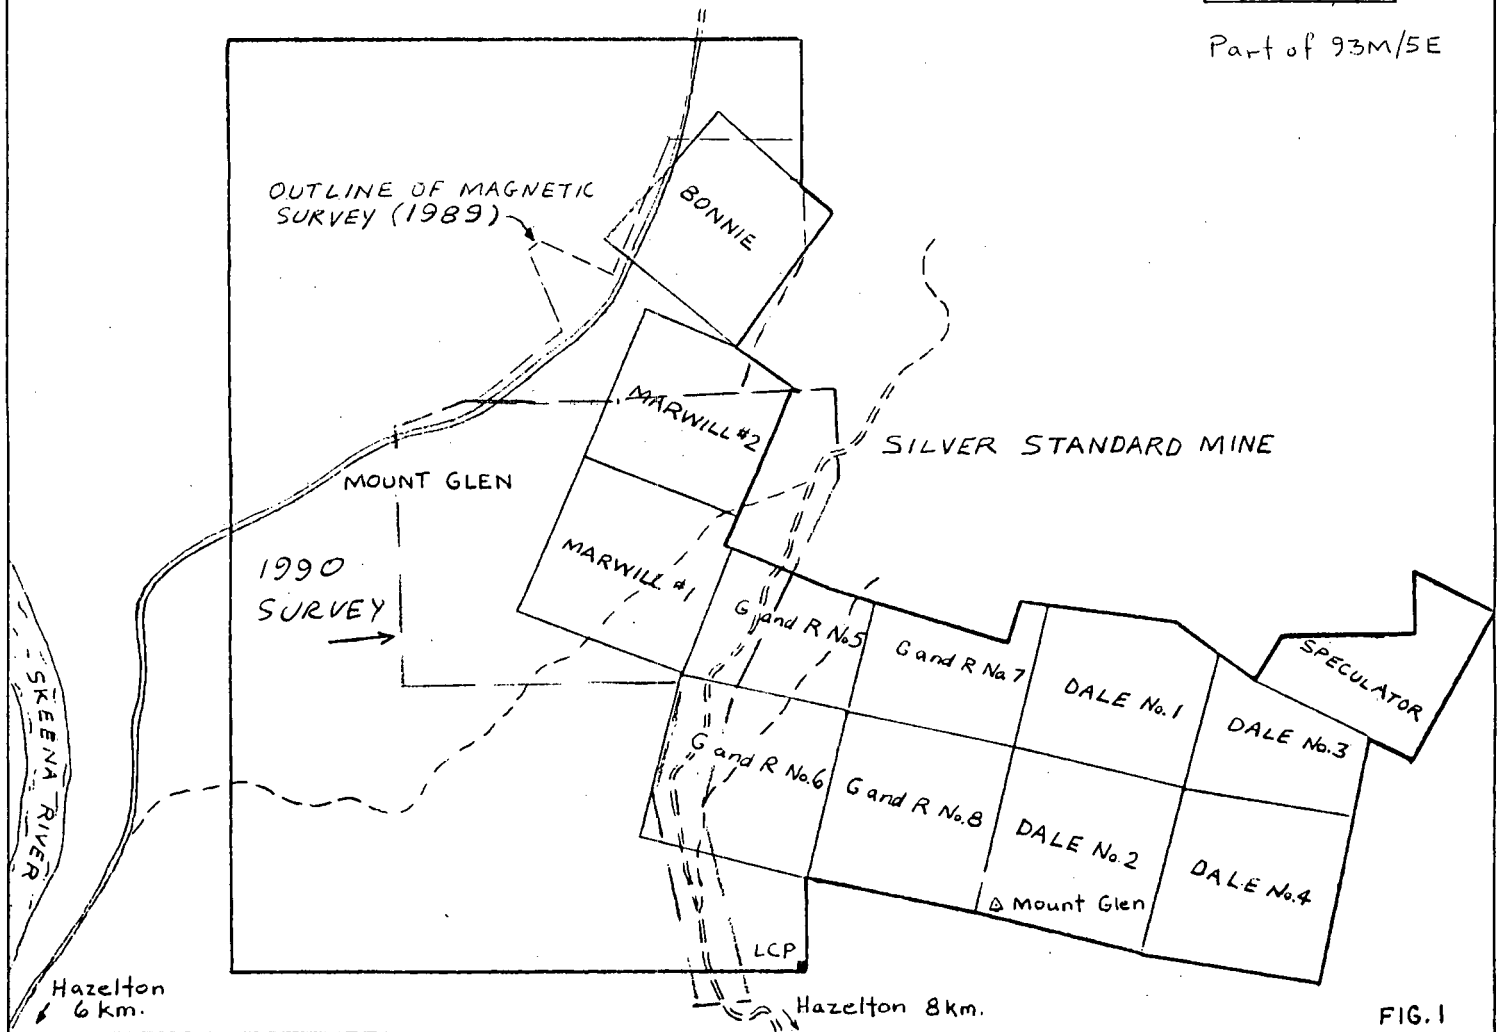 Part of 93M/5E
OUTLINE OF MAGNETIC
SURVEY (1989)
BONNIE
MARWILL #2
SILVER STANDARD MINE
MOUNT GLEN
MARWILL #1
1990
SURVEY
G and R No.5
G and R No.7
DALE No.1
SPECULATOR
DALE No.3
G and R No.6
G and R No.8
DALE No.2
DALE No.4
Mount Glen
SKEENA RIVER
LCP
Hazelton
6 km.
Hazelton 8km.
FIG. 1